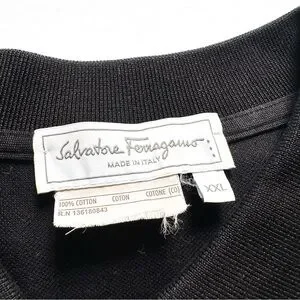 Salvatore Ferragamo
MADE IN ITALY
XXL
100% COTTON COTON COTONE (CO)
R.N 136180843